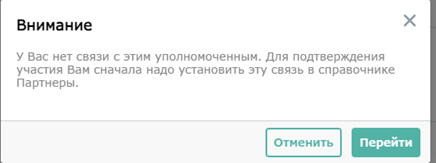 Внимание
У Вас нет связи с этим уполномоченным. Для подтверждения
участия Вам сначала надо установить эту связь в справочнике
Партнеры.
Отменить
Перейти